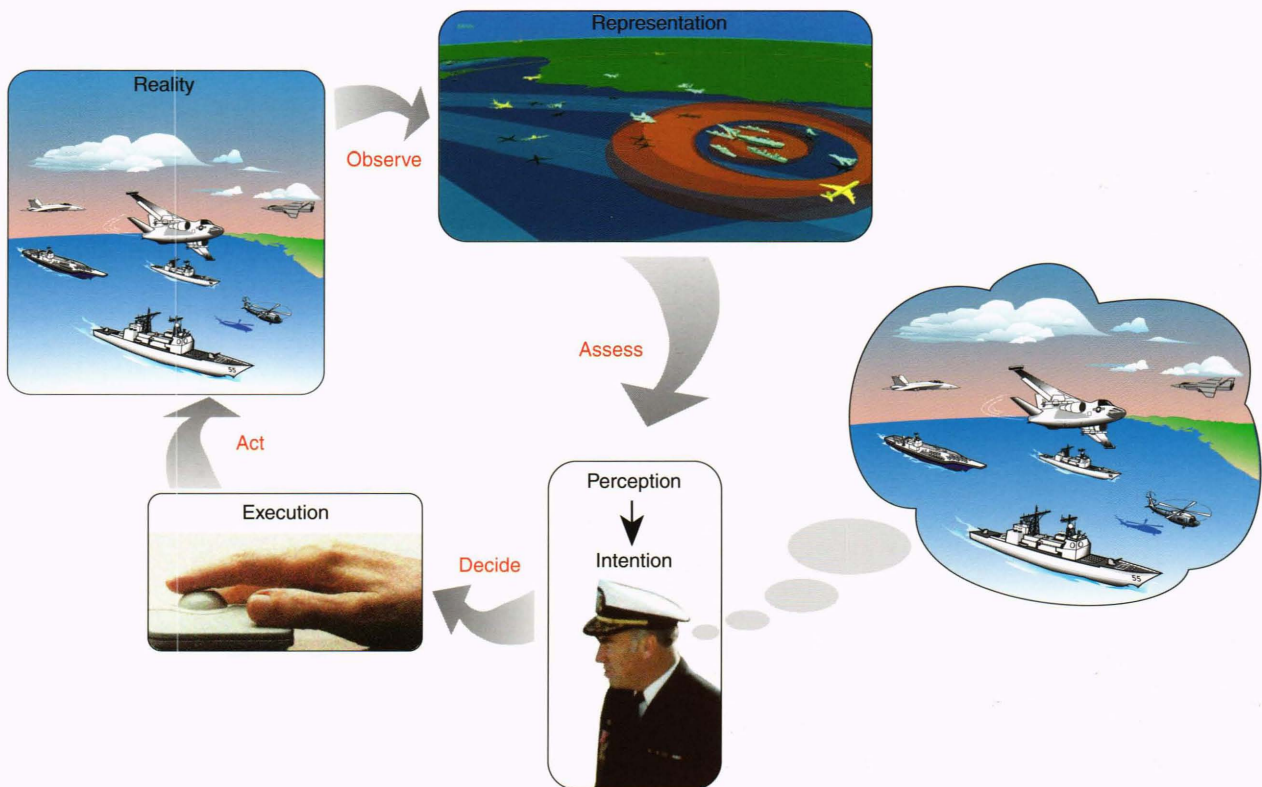 Representation
Reality
Observe
Assess
Act
Perception
Execution
Intention
Decide
55
55